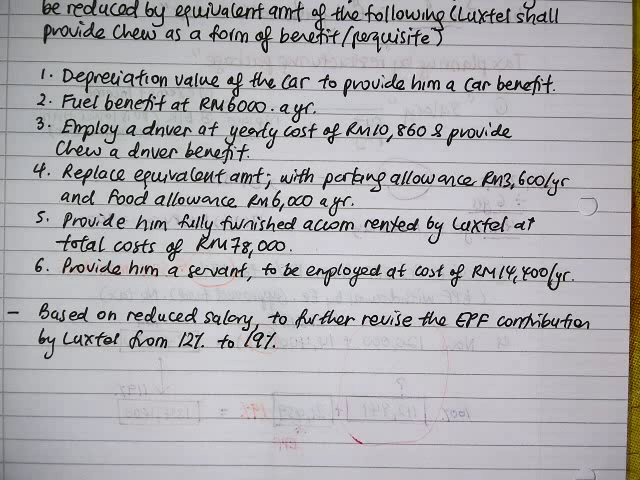 be reduced by equivalent amt of the following (Luxtel shall
provide Chew as a form of benefit/perquisite)
1. Depreciation value of the car to provide him a car benefit.
2. Fuel benefit at RM6000. a yr.
3. Employ a driver at yearly cost of RM10,860 & provide
Chew a driver benefit.
4. Replace equivalent amt; with parking allowance RM3,600/yr
and food allowance RM6,000 a yr.
5. Provide him fully furnished accom rented by Luxtel at
total costs of RM78,000.
6. Provide him a servant, to be employed at cost of RM14,400/yr.
- Based on reduced salary, to further revise the EPF contribution
by Luxtel from 12% to 19%.